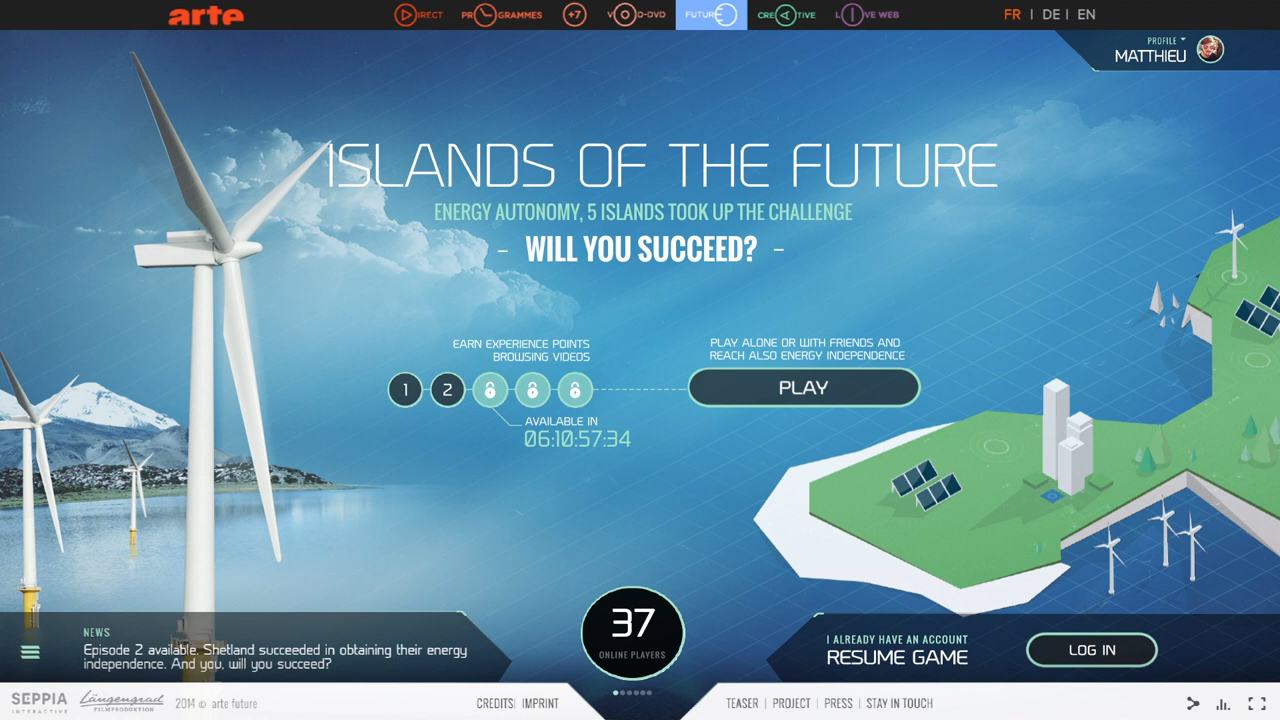 arte
DIRECT
PROGRAMMES
+7
VOD-DVD
FUTURE
CREATIVE
LIVE WEB
FR | DE | EN
PROFILE
MATTHIEU
ISLANDS OF THE FUTURE
ENERGY AUTONOMY, 5 ISLANDS TOOK UP THE CHALLENGE
– WILL YOU SUCCEED? –
EARN EXPERIENCE POINTS
BROWSING VIDEOS
1 2
AVAILABLE IN
06:10:57:34
PLAY ALONE OR WITH FRIENDS AND
REACH ALSO ENERGY INDEPENDENCE
PLAY
NEWS
Episode 2 available. Shetland succeeded in obtaining their energy
independence. And you, will you succeed?
37
ONLINE PLAYERS
I ALREADY HAVE AN ACCOUNT
RESUME GAME
LOG IN
SEPPIA
INTERACTIVE
Längengrad
FILMPRODUKTION
2014 © arte future
CREDITS| IMPRINT
TEASER | PROJECT | PRESS | STAY IN TOUCH